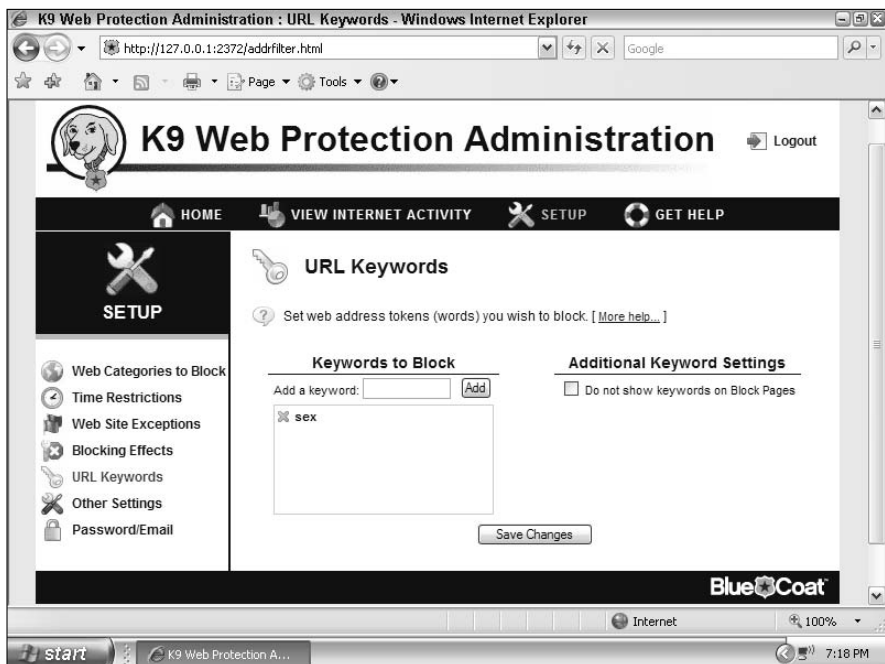 K9 Web Protection Administration : URL Keywords - Windows Internet Explorer
http://127.0.0.1:2372/addrfilter.html
Google
Page Tools
K9 Web Protection Administration
Logout
HOME VIEW INTERNET ACTIVITY SETUP GET HELP
SETUP
Web Categories to Block
Time Restrictions
Web Site Exceptions
Blocking Effects
URL Keywords
Other Settings
Password/Email
URL Keywords
Set web address tokens (words) you wish to block. [ More help... ]
Keywords to Block
Add a keyword: Add
sex
Additional Keyword Settings
Do not show keywords on Block Pages
Save Changes
Blue Coat
Internet 100%
start K9 Web Protection A... 7:18 PM